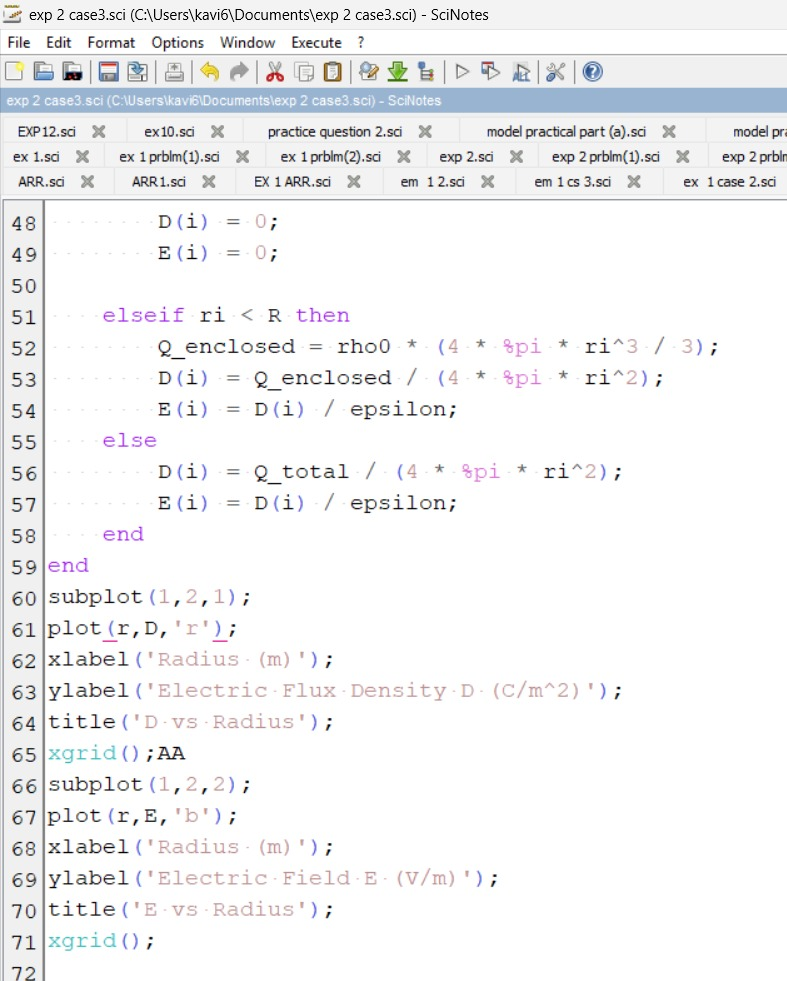 exp 2 case3.sci (C:\Users\kavi6\Documents\exp 2 case3.sci) - SciNotes
File Edit Format Options Window Execute ?
exp 2 case3.sci (C:\Users\kavi6\Documents\exp 2 case3.sci) - SciNotes
EXP12.sci ex10.sci practice question 2.sci model practical part (a).sci model pra
ex 1.sci ex 1 prblm(1).sci ex 1 prblm(2).sci exp 2.sci exp 2 prblm(1).sci exp 2 prbln
ARR.sci ARR1.sci EX 1 ARR.sci em 1 2.sci em 1 cs 3.sci ex 1 case 2.sci
48 D(i) = 0;
49 E(i) = 0;
50
51 elseif ri < R then
52 Q_enclosed = rho0 * (4 * %pi * ri^3 / 3);
53 D(i) = Q_enclosed / (4 * %pi * ri^2);
54 E(i) = D(i) / epsilon;
55 else
56 D(i) = Q_total / (4 * %pi * ri^2);
57 E(i) = D(i) / epsilon;
58 end
59 end
60 subplot(1,2,1);
61 plot(r,D,'r');
62 xlabel('Radius (m)');
63 ylabel('Electric Flux Density D (C/m^2)');
64 title('D vs Radius');
65 xgrid();AA
66 subplot(1,2,2);
67 plot(r,E,'b');
68 xlabel('Radius (m)');
69 ylabel('Electric Field E (V/m)');
70 title('E vs Radius');
71 xgrid();
72